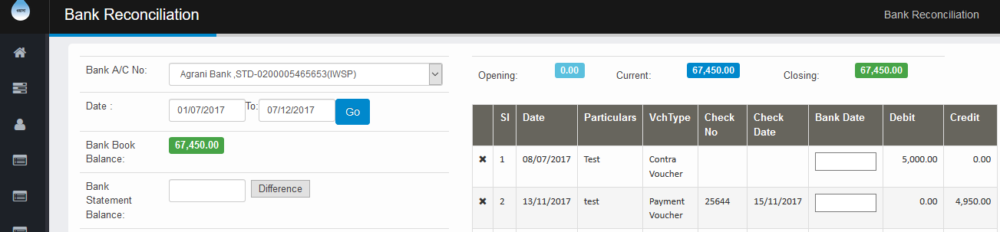 Bank Reconciliation
Bank Reconciliation
Bank A/C No:
Agrani Bank ,STD-0200005465653(IWSP)
Date :
01/07/2017
To:
07/12/2017
Go
Bank Book
Balance:
67,450.00
Bank
Statement
Balance:
Difference
Opening:
0.00
Current:
67,450.00
Closing:
67,450.00
Sl Date Particulars VchType Check No Check Date Bank Date Debit Credit
1 08/07/2017 Test Contra Voucher 5,000.00 0.00
2 13/11/2017 test Payment Voucher 25644 15/11/2017 0.00 4,950.00